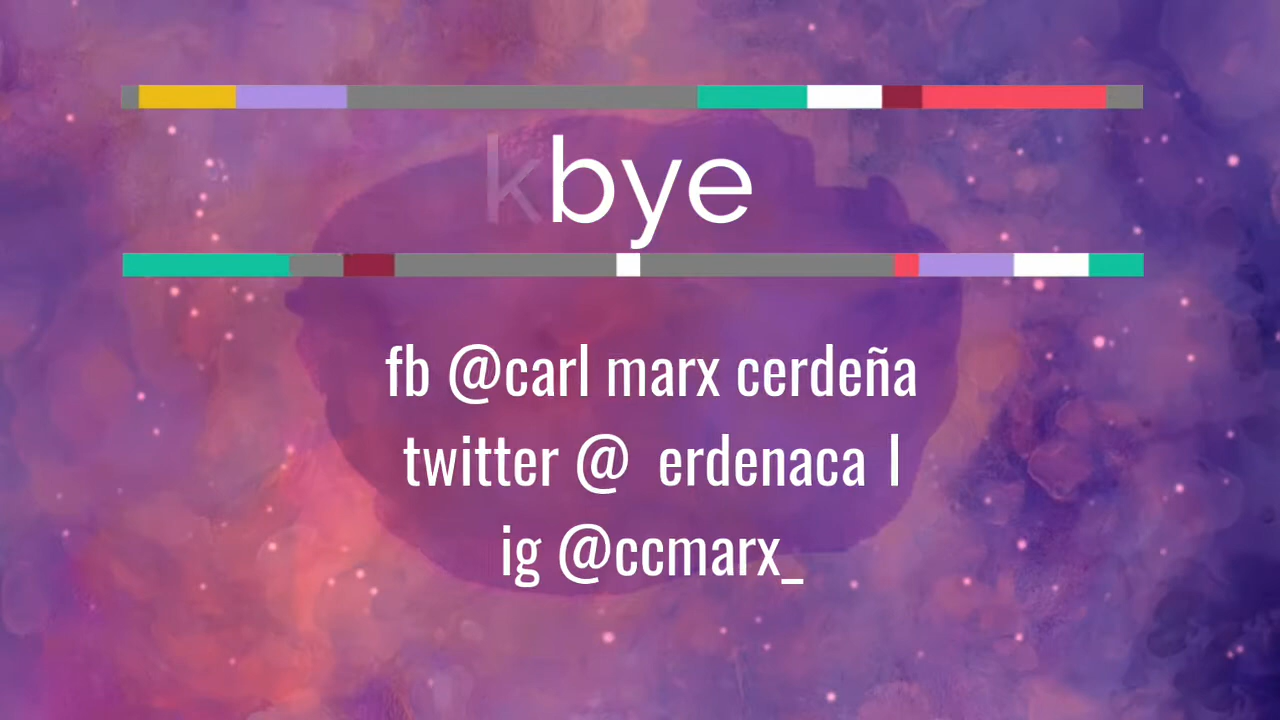 kbye
fb @carl marx cerdeña
twitter @ erdenaca l
ig @ccmarx_